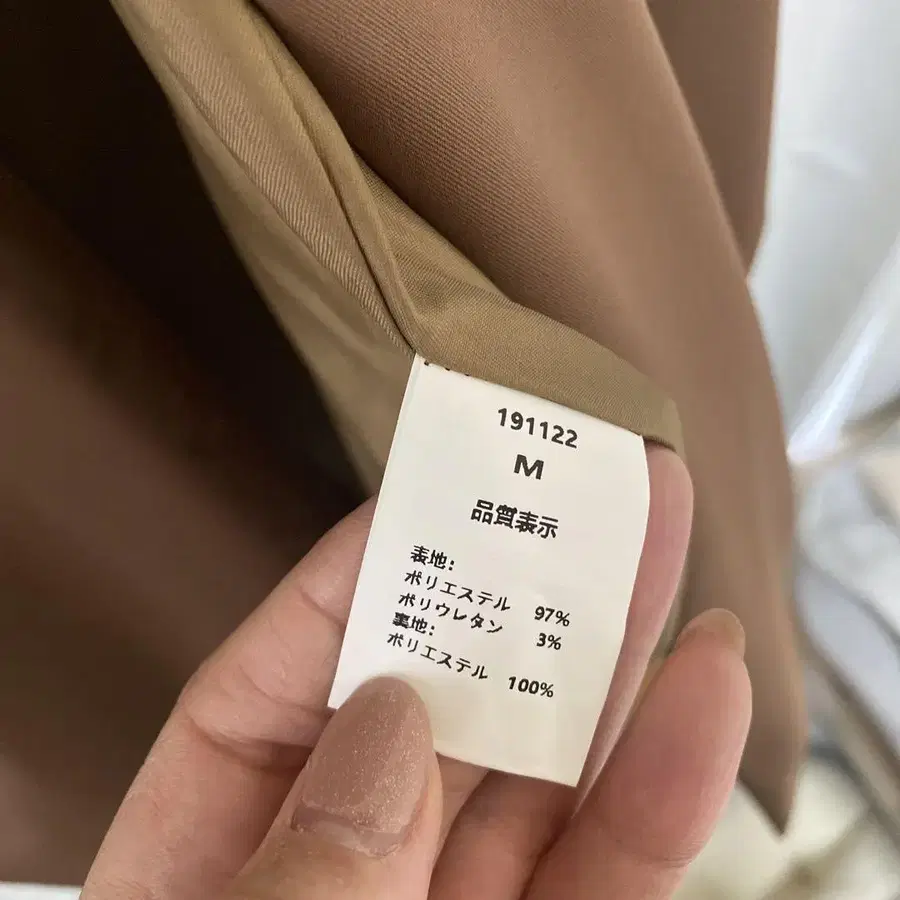 191122
M
品質表示
表地:
ポリエステル 97%
ポリウレタン 3%
裏地:
ポリエステル 100%